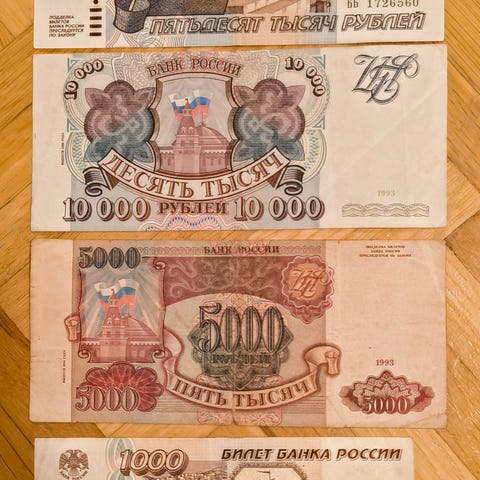 ПОДДЕЛКА
БИЛЕТОВ
БАНКА РОССИИ
ПРЕСЛЕДУЕТСЯ
ПО ЗАКОНУ
ББ 1726560
ПЯТЬДЕСЯТ ТЫСЯЧ РУБЛЕЙ
10 000
БАНК РОССИИ
10 000
ДЕСЯТЬ ТЫСЯЧ
1993
10 000 РУБЛЕЙ 10 000
5000
БАНК РОССИИ
ПОДДЕЛКА БИЛЕТОВ
БАНКА РОССИИ
ПРЕСЛЕДУЕТСЯ ПО ЗАКОНУ
5000
РУБЛЕЙ
1993
ПЯТЬ ТЫСЯЧ
5000
5000
1000
БИЛЕТ БАНКА РОССИИ